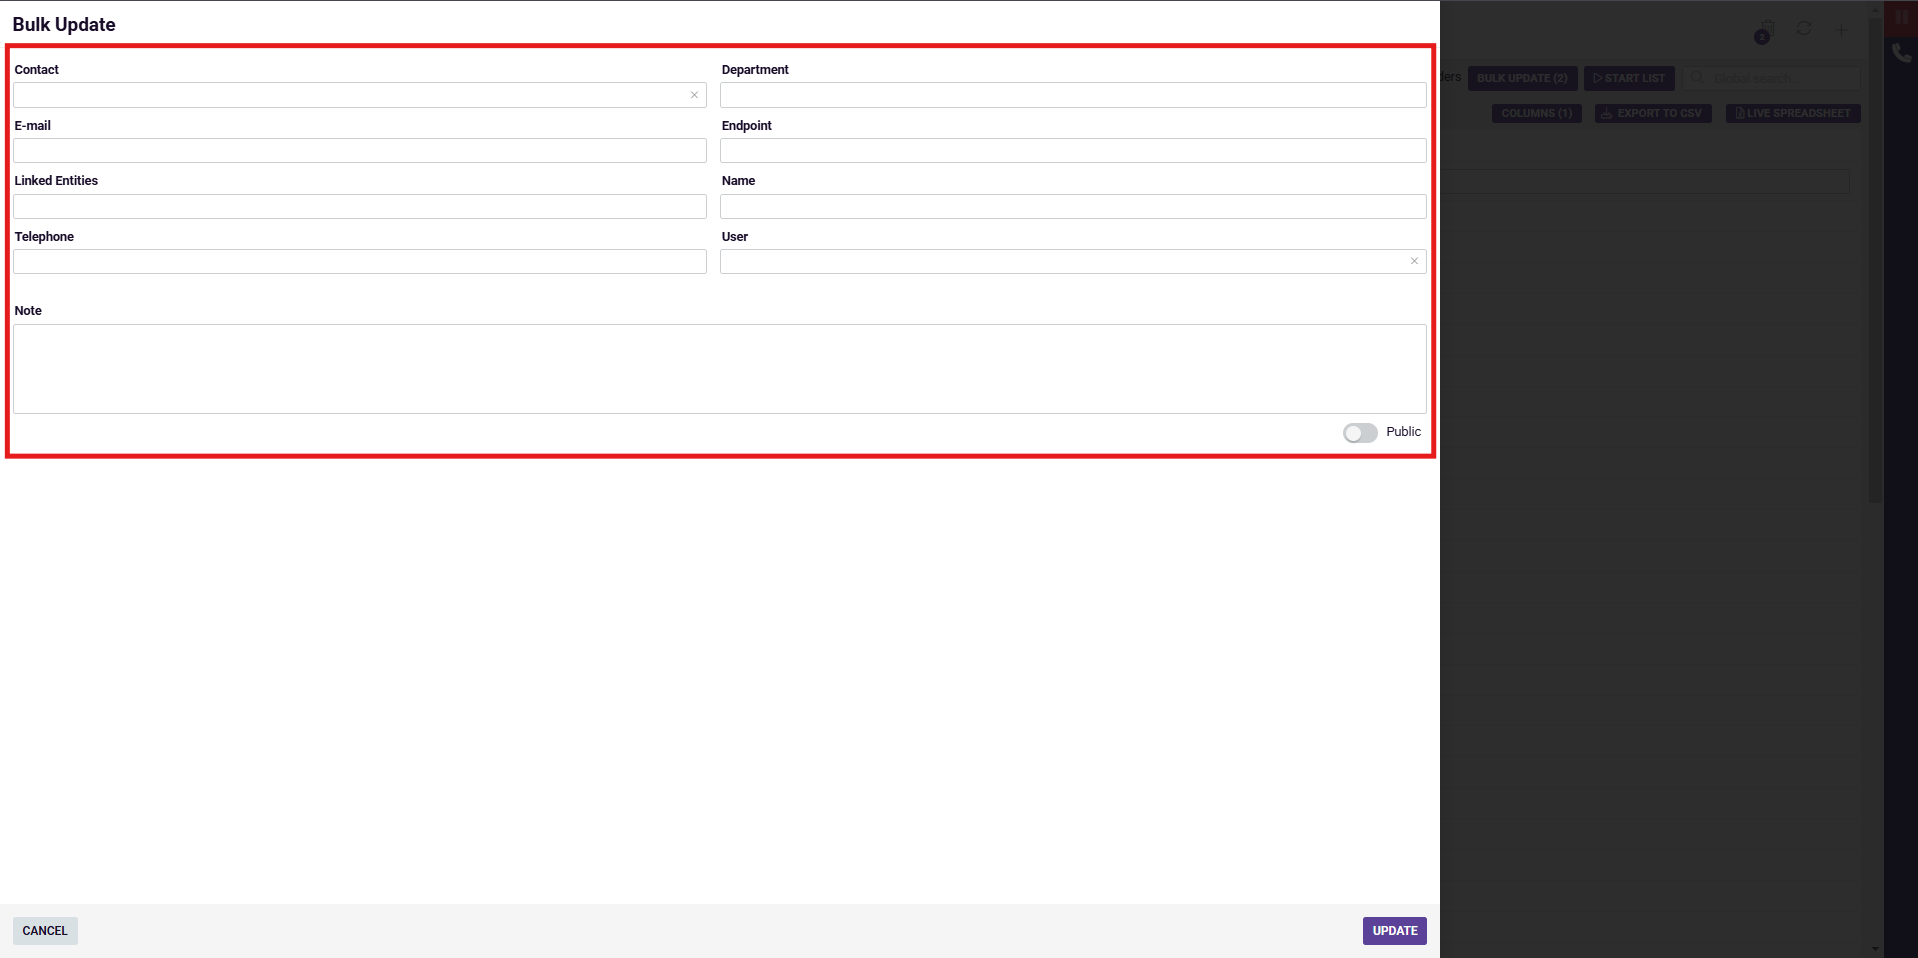 Bulk Update
Contact
Department
E-mail
Endpoint
Linked Entities
Name
Telephone
User
Note
Public
CANCEL
UPDATE
ders
BULK UPDATE (2)
START LIST
Global search...
COLUMNS (1)
EXPORT TO CSV
LIVE SPREADSHEET